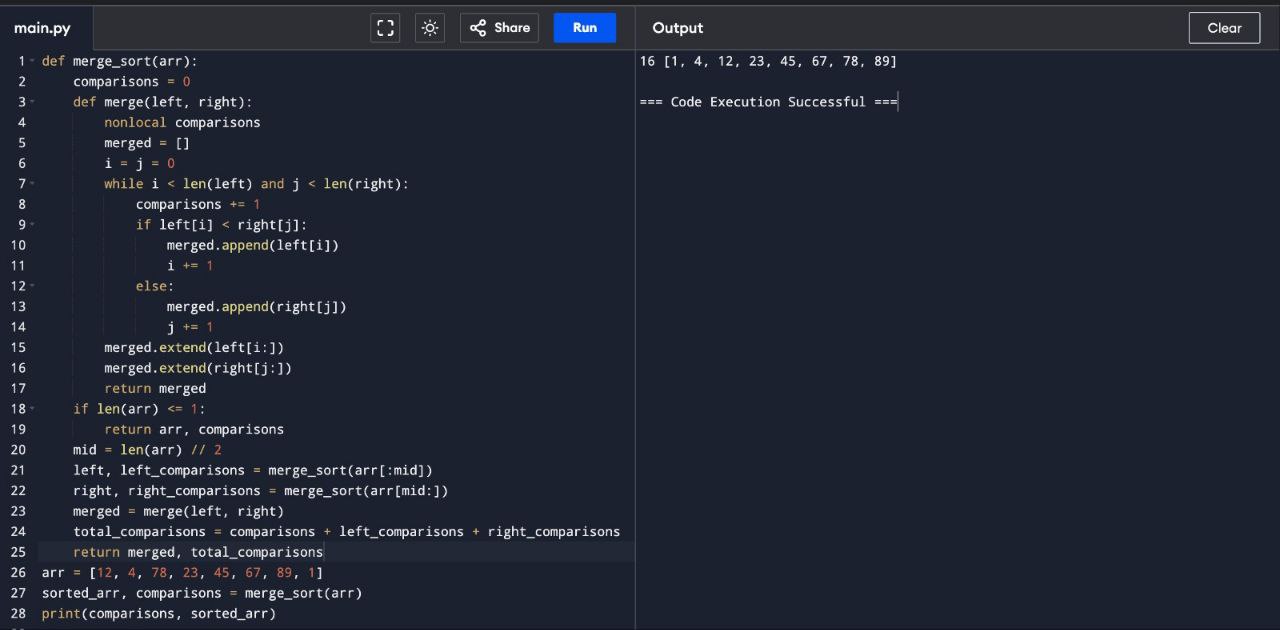 main.py Share Run Output Clear
1 def merge_sort(arr):
2     comparisons = 0
3     def merge(left, right):
4         nonlocal comparisons
5         merged = []
6         i = j = 0
7         while i < len(left) and j < len(right):
8             comparisons += 1
9             if left[i] < right[j]:
10                 merged.append(left[i])
11                 i += 1
12             else:
13                 merged.append(right[j])
14                 j += 1
15         merged.extend(left[i:])
16         merged.extend(right[j:])
17         return merged
18     if len(arr) <= 1:
19         return arr, comparisons
20     mid = len(arr) // 2
21     left, left_comparisons = merge_sort(arr[:mid])
22     right, right_comparisons = merge_sort(arr[mid:])
23     merged = merge(left, right)
24     total_comparisons = comparisons + left_comparisons + right_comparisons
25     return merged, total_comparisons
26 arr = [12, 4, 78, 23, 45, 67, 89, 1]
27 sorted_arr, comparisons = merge_sort(arr)
28 print(comparisons, sorted_arr)
16 [1, 4, 12, 23, 45, 67, 78, 89]
=== Code Execution Successful ===